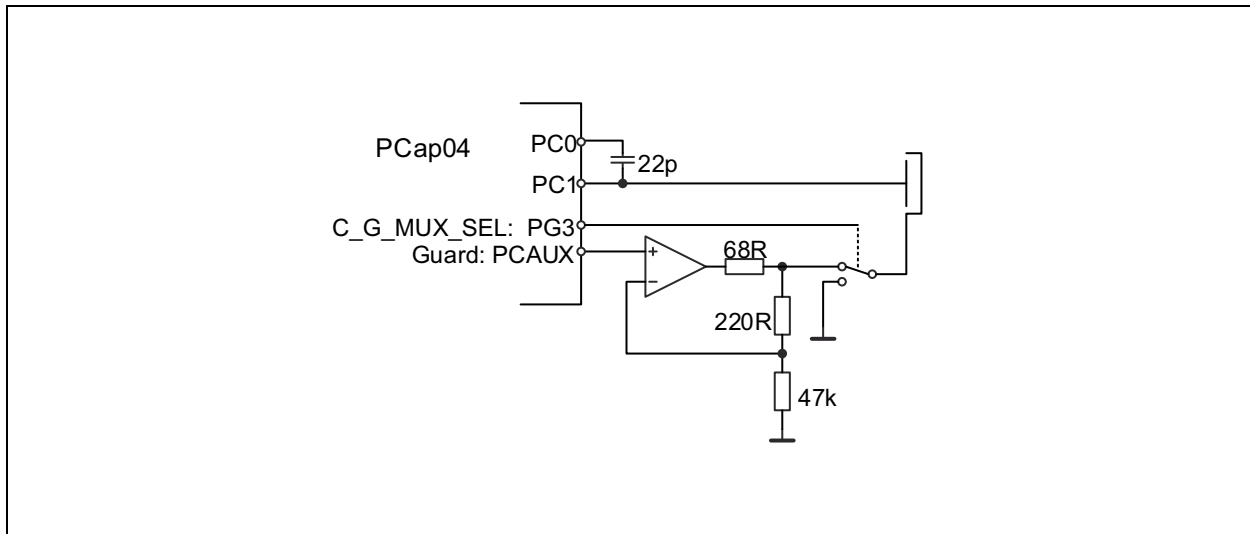 PCap04
PC0
22p
PC1
C_G_MUX_SEL: PG3
Guard: PCAUX
+
68R
−
220R
47k